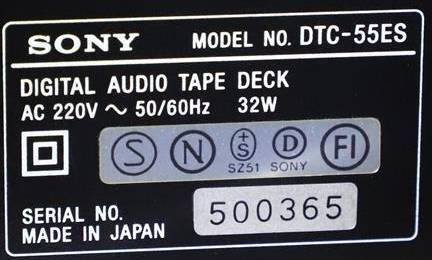 SONY MODEL NO. DTC-55ES
DIGITAL AUDIO TAPE DECK
AC 220V ~ 50/60Hz 32W
S N +S D FI
SZ51 SONY
SERIAL NO. 500365
MADE IN JAPAN